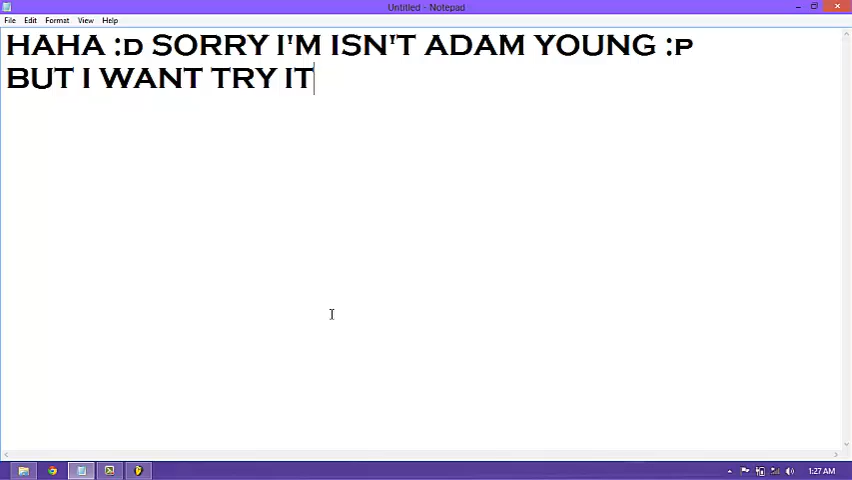 Untitled - Notepad
File Edit Format View Help
HAHA :D SORRY I'M ISN'T ADAM YOUNG :P
BUT I WANT TRY IT
1:27 AM